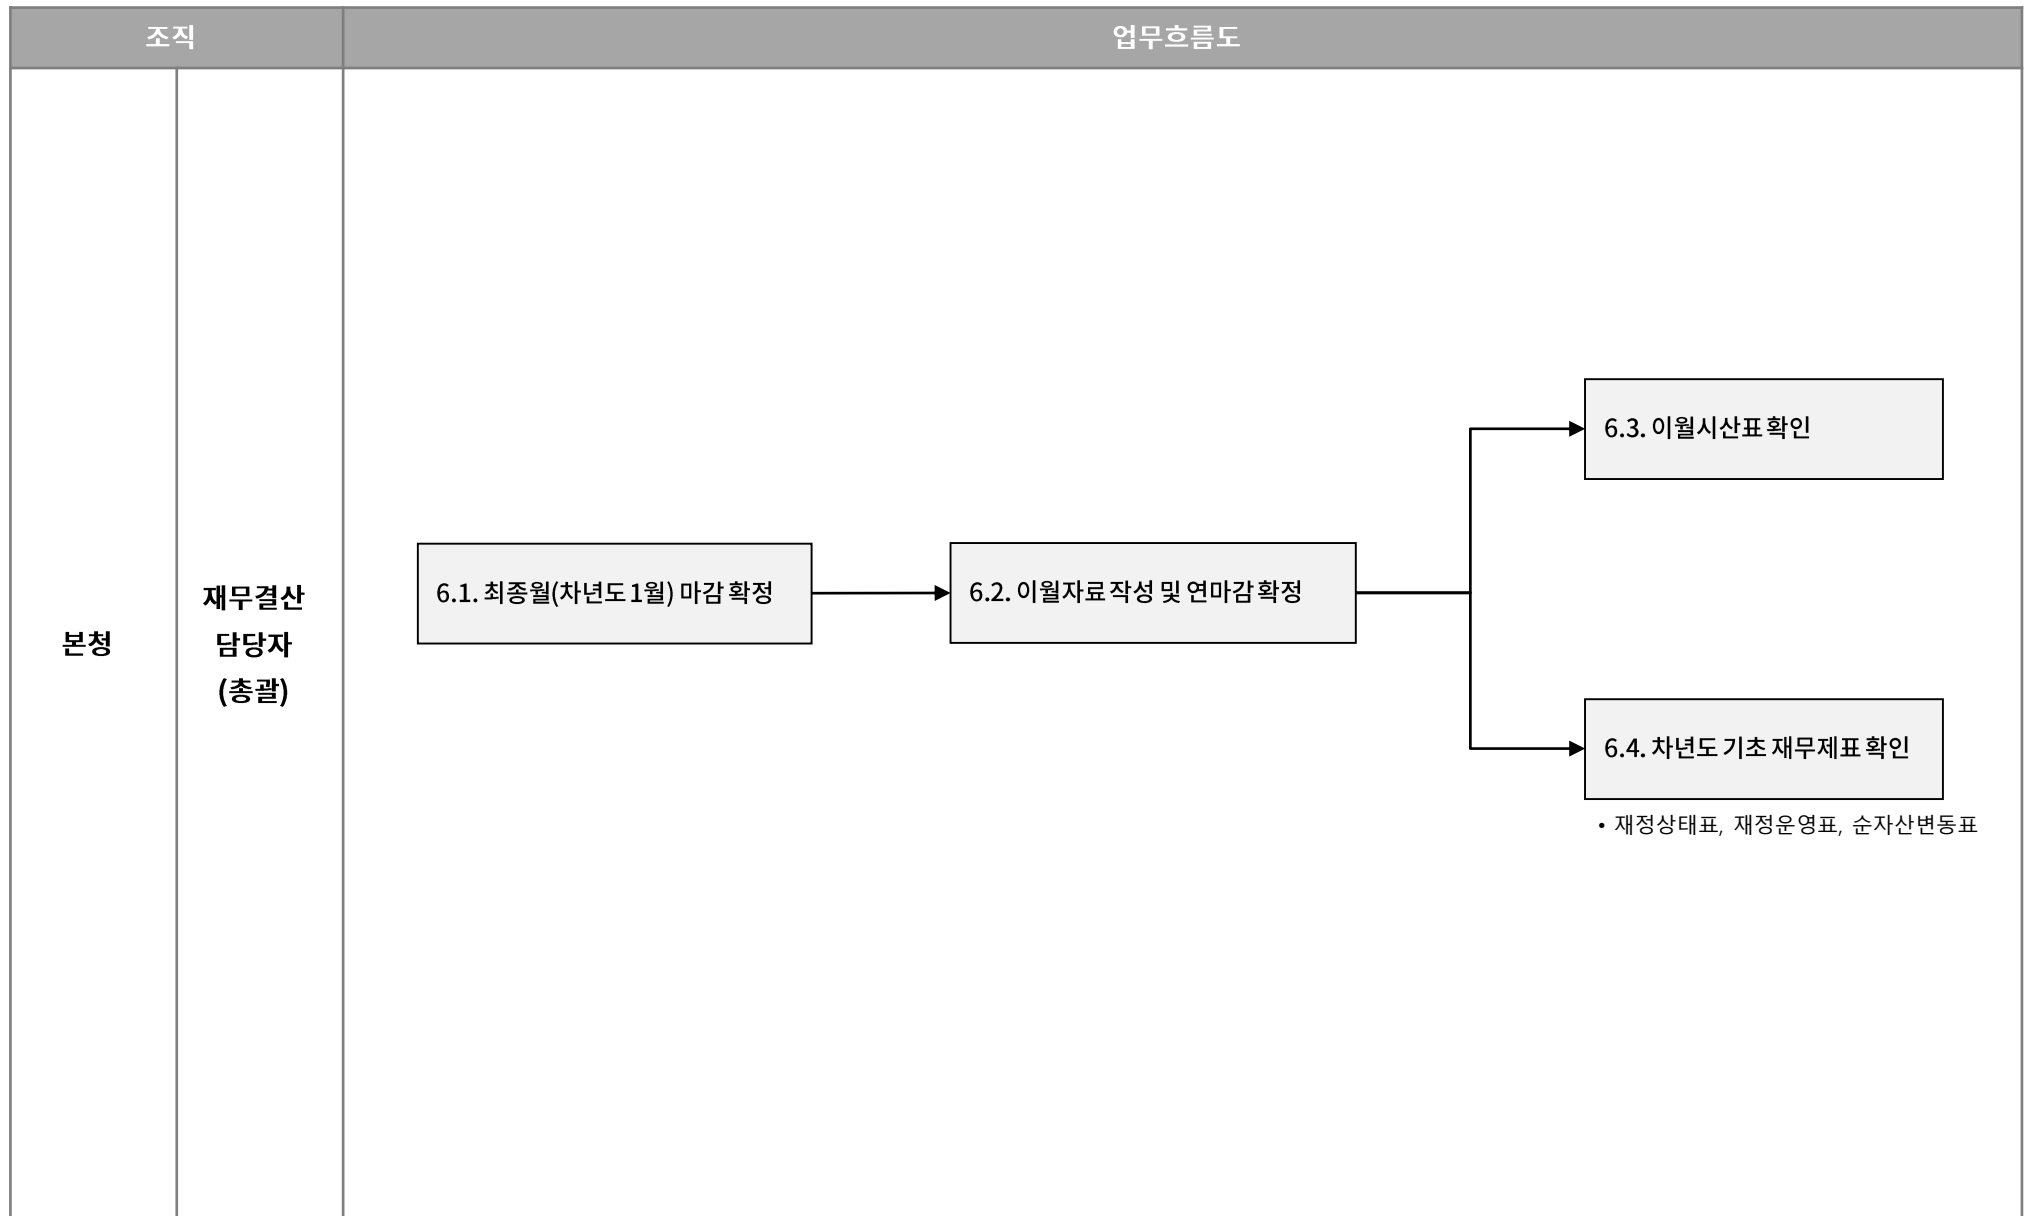 조직
업무흐름도
본청
재무결산
담당자
(총괄)
6.1. 최종월(차년도 1월) 마감 확정
6.2. 이월자료 작성 및 연마감 확정
6.3. 이월시산표 확인
6.4. 차년도 기초 재무제표 확인
• 재정상태표, 재정운영표, 순자산변동표